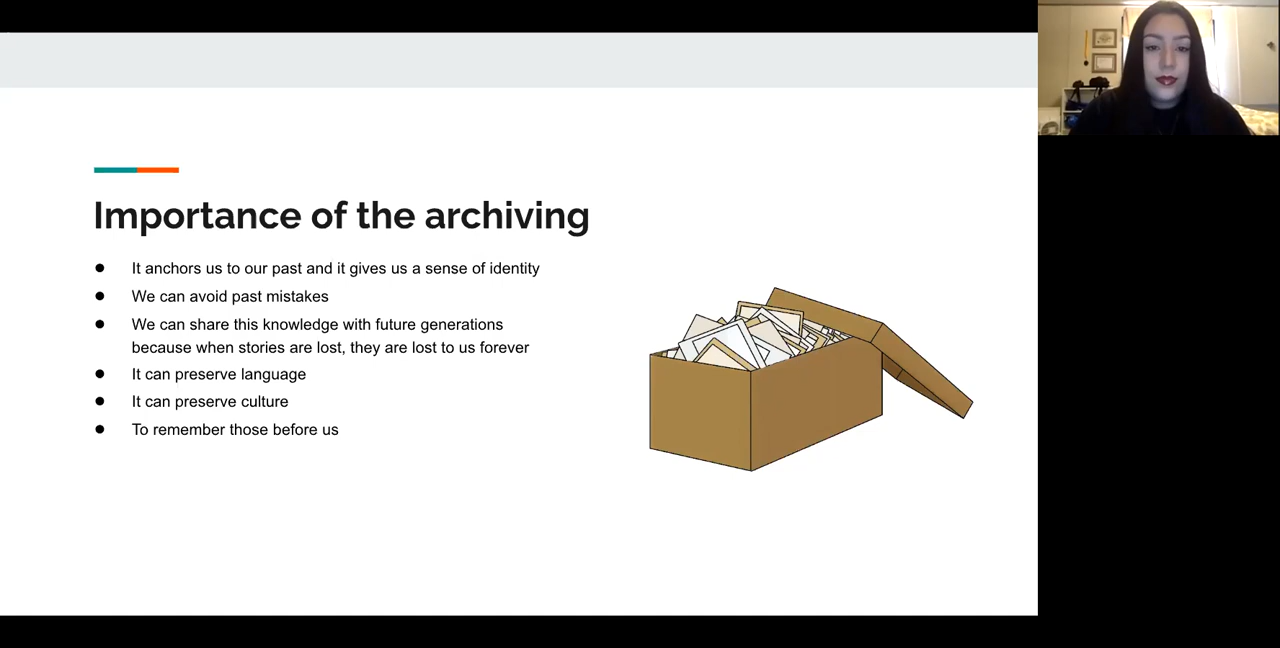 Importance of the archiving
● It anchors us to our past and it gives us a sense of identity
● We can avoid past mistakes
● We can share this knowledge with future generations
because when stories are lost, they are lost to us forever
● It can preserve language
● It can preserve culture
● To remember those before us